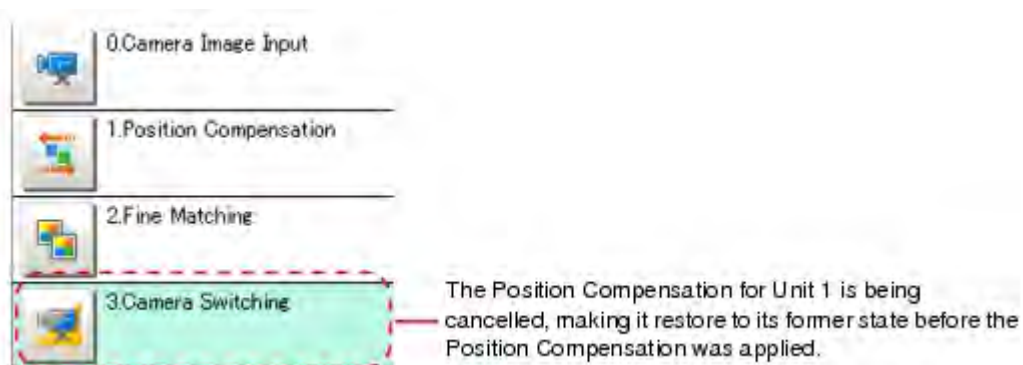 0.Camera Image Input
1.Position Compensation
2.Fine Matching
3.Camera Switching
The Position Compensation for Unit 1 is being
cancelled, making it restore to its former state before the
Position Compensation was applied.